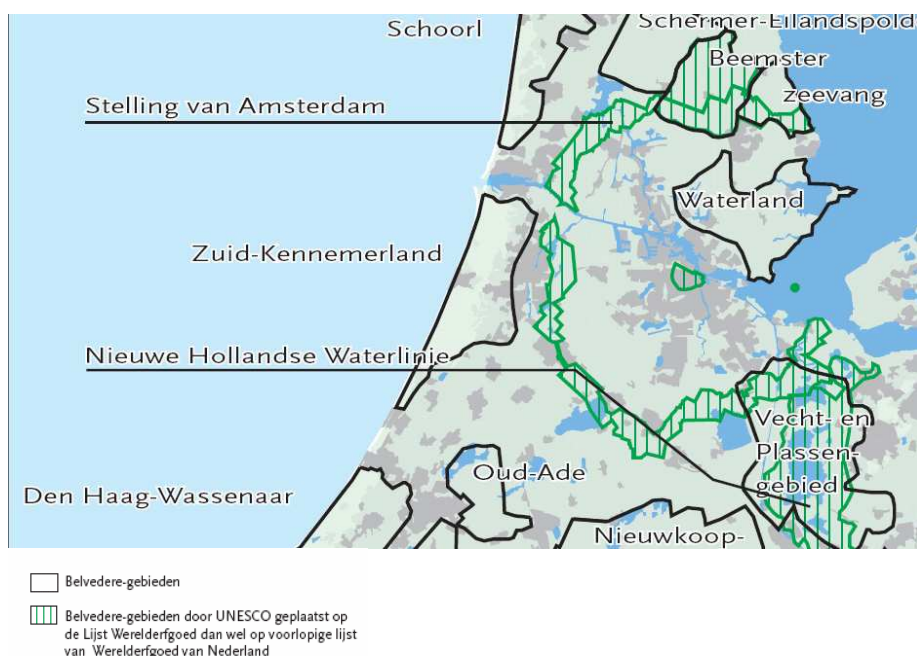 Schoorl
Schermer-Eilandspold
Beemster
Stelling van Amsterdam
zeevang
Waterland
Zuid-Kennemerland
Nieuwe Hollandse Waterlinie
Vecht- en
Plassen-
gebied
Oud-Ade
Den Haag-Wassenaar
Nieuwkoop-
Belvedere-gebieden
Belvedere-gebieden door UNESCO geplaatst op
de Lijst Werelderfgoed dan wel op voorlopige lijst
van Werelderfgoed van Nederland